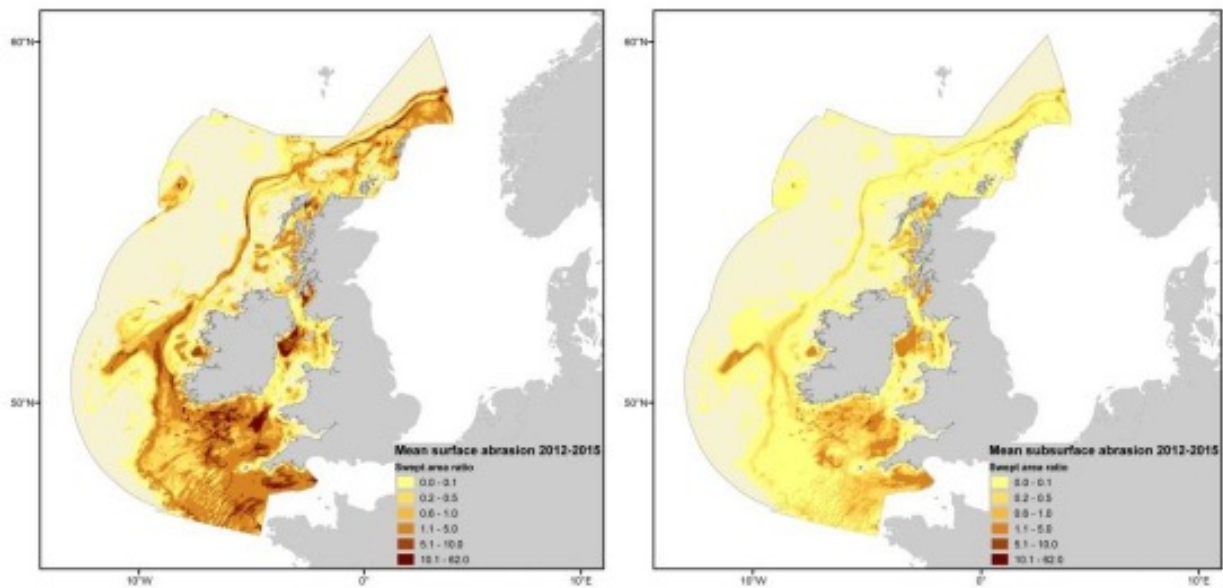 60°N
50°N
Mean surface abrasion 2012-2015
Swept area ratio
0.0 - 0.1
0.2 - 0.5
0.6 - 1.0
1.1 - 5.0
5.1 - 10.0
10.1 - 62.0
10°W
0°
10°E
60°N
50°N
Mean subsurface abrasion 2012-2015
Swept area ratio
0.0 - 0.1
0.2 - 0.5
0.6 - 1.0
1.1 - 5.0
5.1 - 10.0
10.1 - 62.0
10°W
0°
10°E